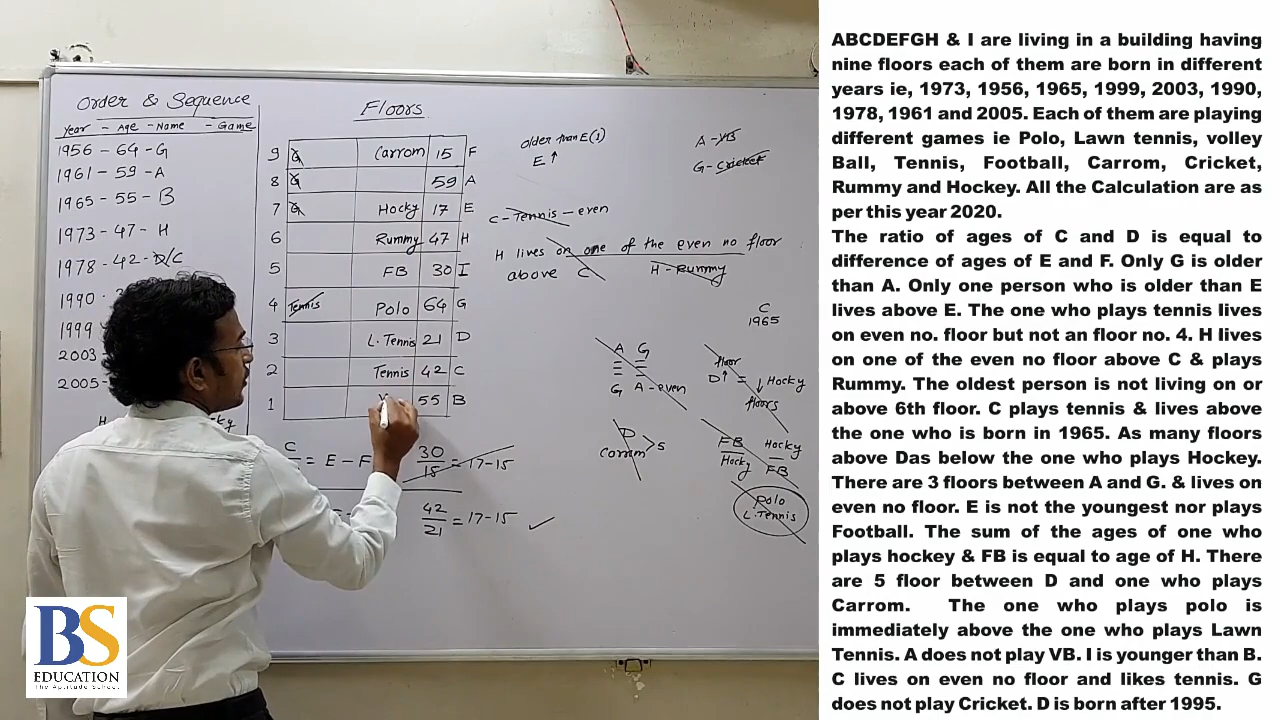 Order & Sequence
Year - Age - Name - Game
1956 - 64 - G
1961 - 59 - A
1965 - 55 - B
1973 - 47 - H
1978 - 42 - D/C
1990
1999
2003
2005-
H
Floors
9 G Carrom 15 F
8 G 59 A
7 G Hocky 17 E
6 Rummy 47 H
5 FB 30 I
4 Tennis Polo 64 G
3 L. Tennis 21 D
2 Tennis 42 C
1 55 B
C = E - F
30/15 = 17-15
42/21 = 17-15 ✓
older than E(1)
E ↑
A - VB
G - Cricket
C - Tennis - even
H lives on one of the even no floor
above C H - Rummy
C
1965
A G
G A - even
floor
D ↑ = ↓ Hocky
floors
D
Carrom > 5
FB Hocky
Hocky FB
Polo
L. Tennis
BS
EDUCATION
The Aptitude School
ABCDEFGH & I are living in a building having
nine floors each of them are born in different
years ie, 1973, 1956, 1965, 1999, 2003, 1990,
1978, 1961 and 2005. Each of them are playing
different games ie Polo, Lawn tennis, volley
Ball, Tennis, Football, Carrom, Cricket,
Rummy and Hockey. All the Calculation are as
per this year 2020.
The ratio of ages of C and D is equal to
difference of ages of E and F. Only G is older
than A. Only one person who is older than E
lives above E. The one who plays tennis lives
on even no. floor but not an floor no. 4. H lives
on one of the even no floor above C & plays
Rummy. The oldest person is not living on or
above 6th floor. C plays tennis & lives above
the one who is born in 1965. As many floors
above Das below the one who plays Hockey.
There are 3 floors between A and G. & lives on
even no floor. E is not the youngest nor plays
Football. The sum of the ages of one who
plays hockey & FB is equal to age of H. There
are 5 floor between D and one who plays
Carrom. The one who plays polo is
immediately above the one who plays Lawn
Tennis. A does not play VB. I is younger than B.
C lives on even no floor and likes tennis. G
does not play Cricket. D is born after 1995.